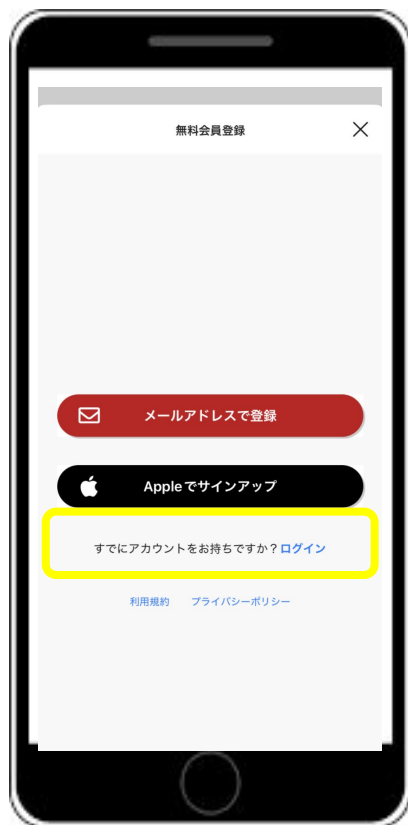 無料会員登録
メールアドレスで登録
Appleでサインアップ
すでにアカウントをお持ちですか？ログイン
利用規約 プライバシーポリシー